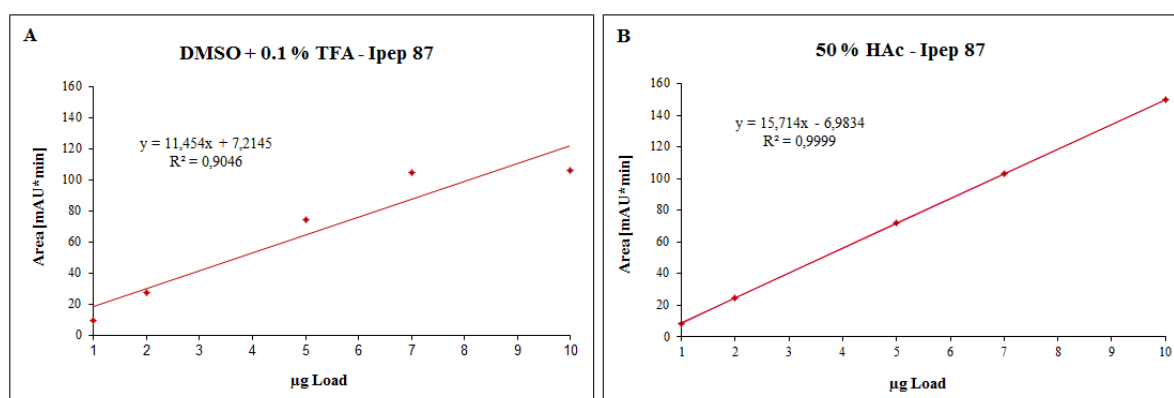 A
DMSO + 0.1 % TFA - Ipep 87
160
140
120
100
80
60
40
20
0
y = 11,454x + 7,2145
R² = 0,9046
Area [mAU*min]
1 2 3 4 5 6 7 8 9 10
µg Load
B
50 % HAc - Ipep 87
160
140
120
100
80
60
40
20
0
y = 15,714x - 6,9834
R² = 0,9999
Area [mAU*min]
1 2 3 4 5 6 7 8 9 10
µg Load